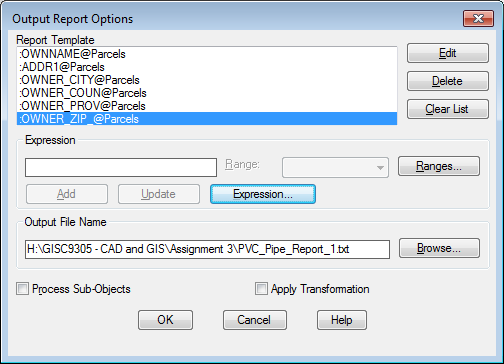 Output Report Options
Report Template
:OWNNAME@Parcels
:ADDR1@Parcels
:OWNER_CITY@Parcels
:OWNER_COUN@Parcels
:OWNER_PROV@Parcels
:OWNER_ZIP_@Parcels
Edit
Delete
Clear List
Expression
Range:
Ranges...
Add
Update
Expression...
Output File Name
H:\GISC9305 - CAD and GIS\Assignment 3\PVC_Pipe_Report_1.txt
Browse...
Process Sub-Objects
Apply Transformation
OK
Cancel
Help